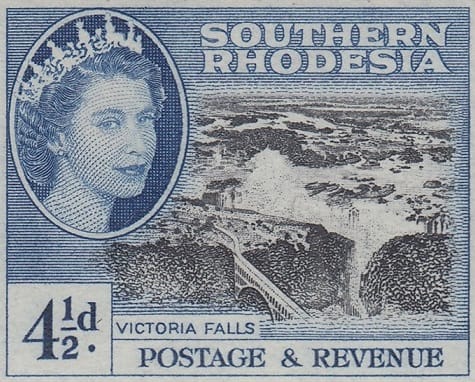 SOUTHERN
RHODESIA
4½d.
VICTORIA FALLS
POSTAGE & REVENUE